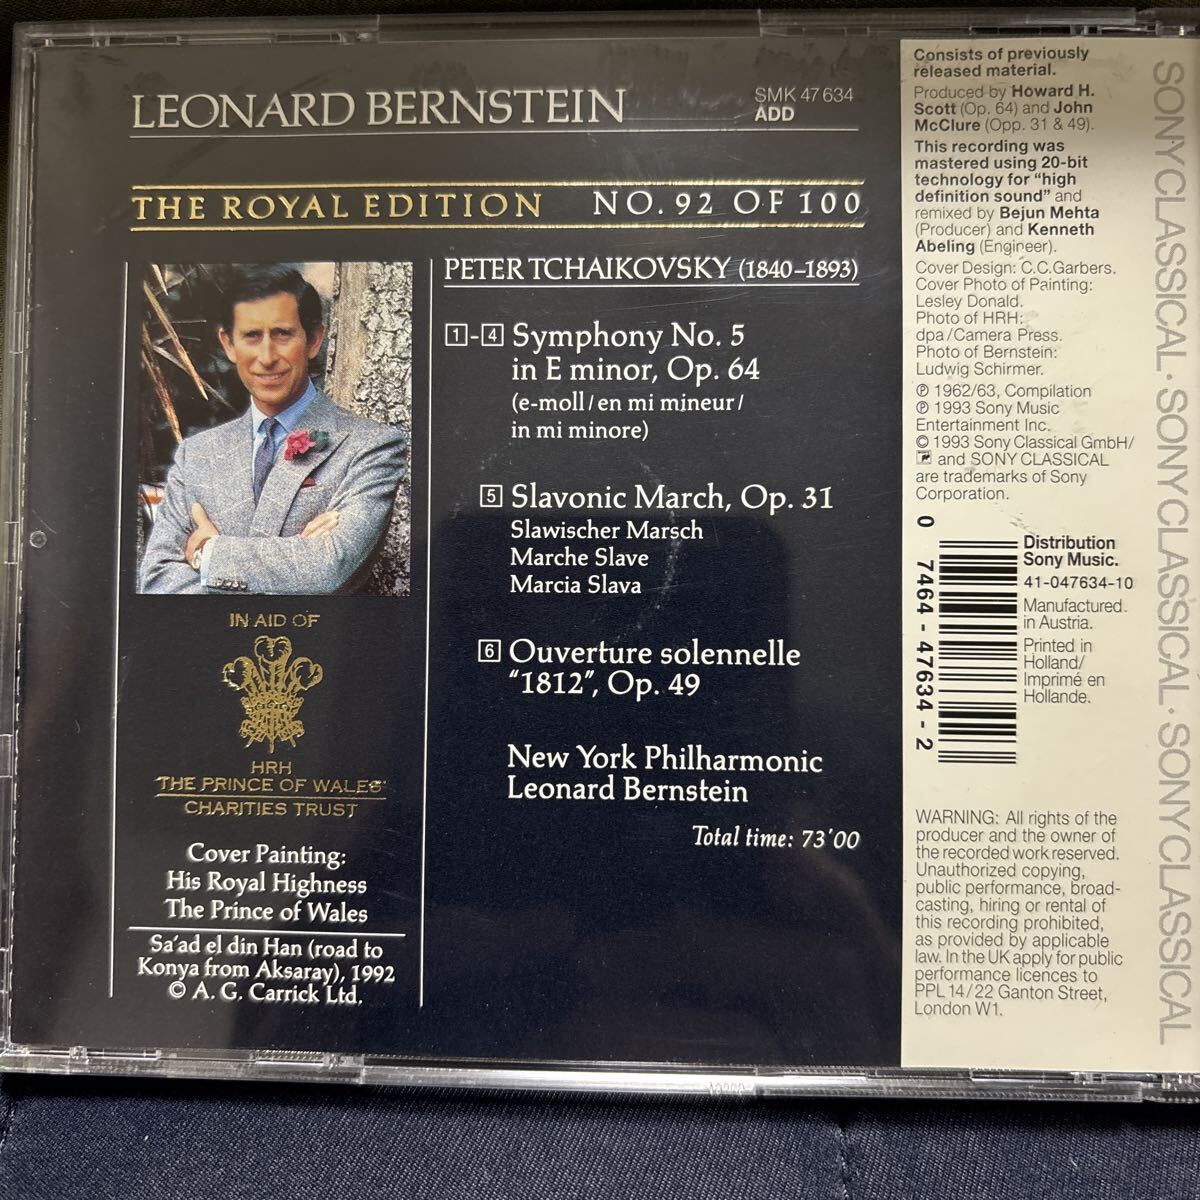 LEONARD BERNSTEIN
SMK 47 634
ADD
THE ROYAL EDITION NO. 92 OF 100
PETER TCHAIKOVSKY (1840–1893)
1-4 Symphony No. 5
in E minor, Op. 64
(e-moll / en mi mineur /
in mi minore)
5 Slavonic March, Op. 31
Slawischer Marsch
Marche Slave
Marcia Slava
6 Ouverture solennelle
“1812”, Op. 49
New York Philharmonic
Leonard Bernstein
Total time: 73'00
IN AID OF
HRH
THE PRINCE OF WALES'
CHARITIES TRUST
Cover Painting:
His Royal Highness
The Prince of Wales
Sa'ad el din Han (road to
Konya from Aksaray), 1992
© A. G. Carrick Ltd.
Consists of previously
released material.
Produced by Howard H.
Scott (Op. 64) and John
McClure (Opp. 31 & 49).
This recording was
mastered using 20-bit
technology for “high
definition sound” and
remixed by Bejun Mehta
(Producer) and Kenneth
Abeling (Engineer).
Cover Design: C.C.Garbers.
Cover Photo of Painting:
Lesley Donald.
Photo of HRH:
dpa/Camera Press.
Photo of Bernstein:
Ludwig Schirmer.
℗ 1962/63, Compilation
℗ 1993 Sony Music
Entertainment Inc.
© 1993 Sony Classical GmbH/
and SONY CLASSICAL
are trademarks of Sony
Corporation.
0 7464-47634-2
Distribution
Sony Music.
41-047634-10
Manufactured
in Austria.
Printed in
Holland/
Imprimé en
Hollande.
WARNING: All rights of the
producer and the owner of
the recorded work reserved.
Unauthorized copying,
public performance, broad-
casting, hiring or rental of
this recording prohibited,
as provided by applicable
law. In the UK apply for public
performance licences to
PPL 14/22 Ganton Street,
London W1.
SONY CLASSICAL · SONY CLASSICAL · SONY CLASSICAL